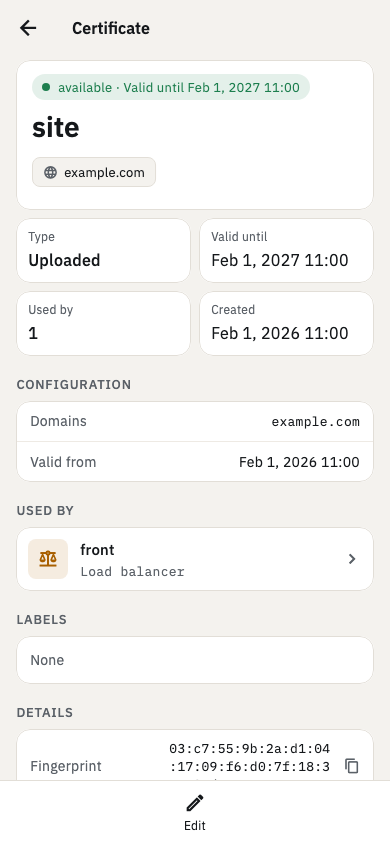 Certificate
available · Valid until Feb 1, 2027 11:00
site
example.com
Type
Uploaded
Valid until
Feb 1, 2027 11:00
Used by
1
Created
Feb 1, 2026 11:00
CONFIGURATION
Domains
example.com
Valid from
Feb 1, 2026 11:00
USED BY
front
Load balancer
LABELS
None
DETAILS
Fingerprint
03:c7:55:9b:2a:d1:04
:17:09:f6:d0:7f:18:3
Edit